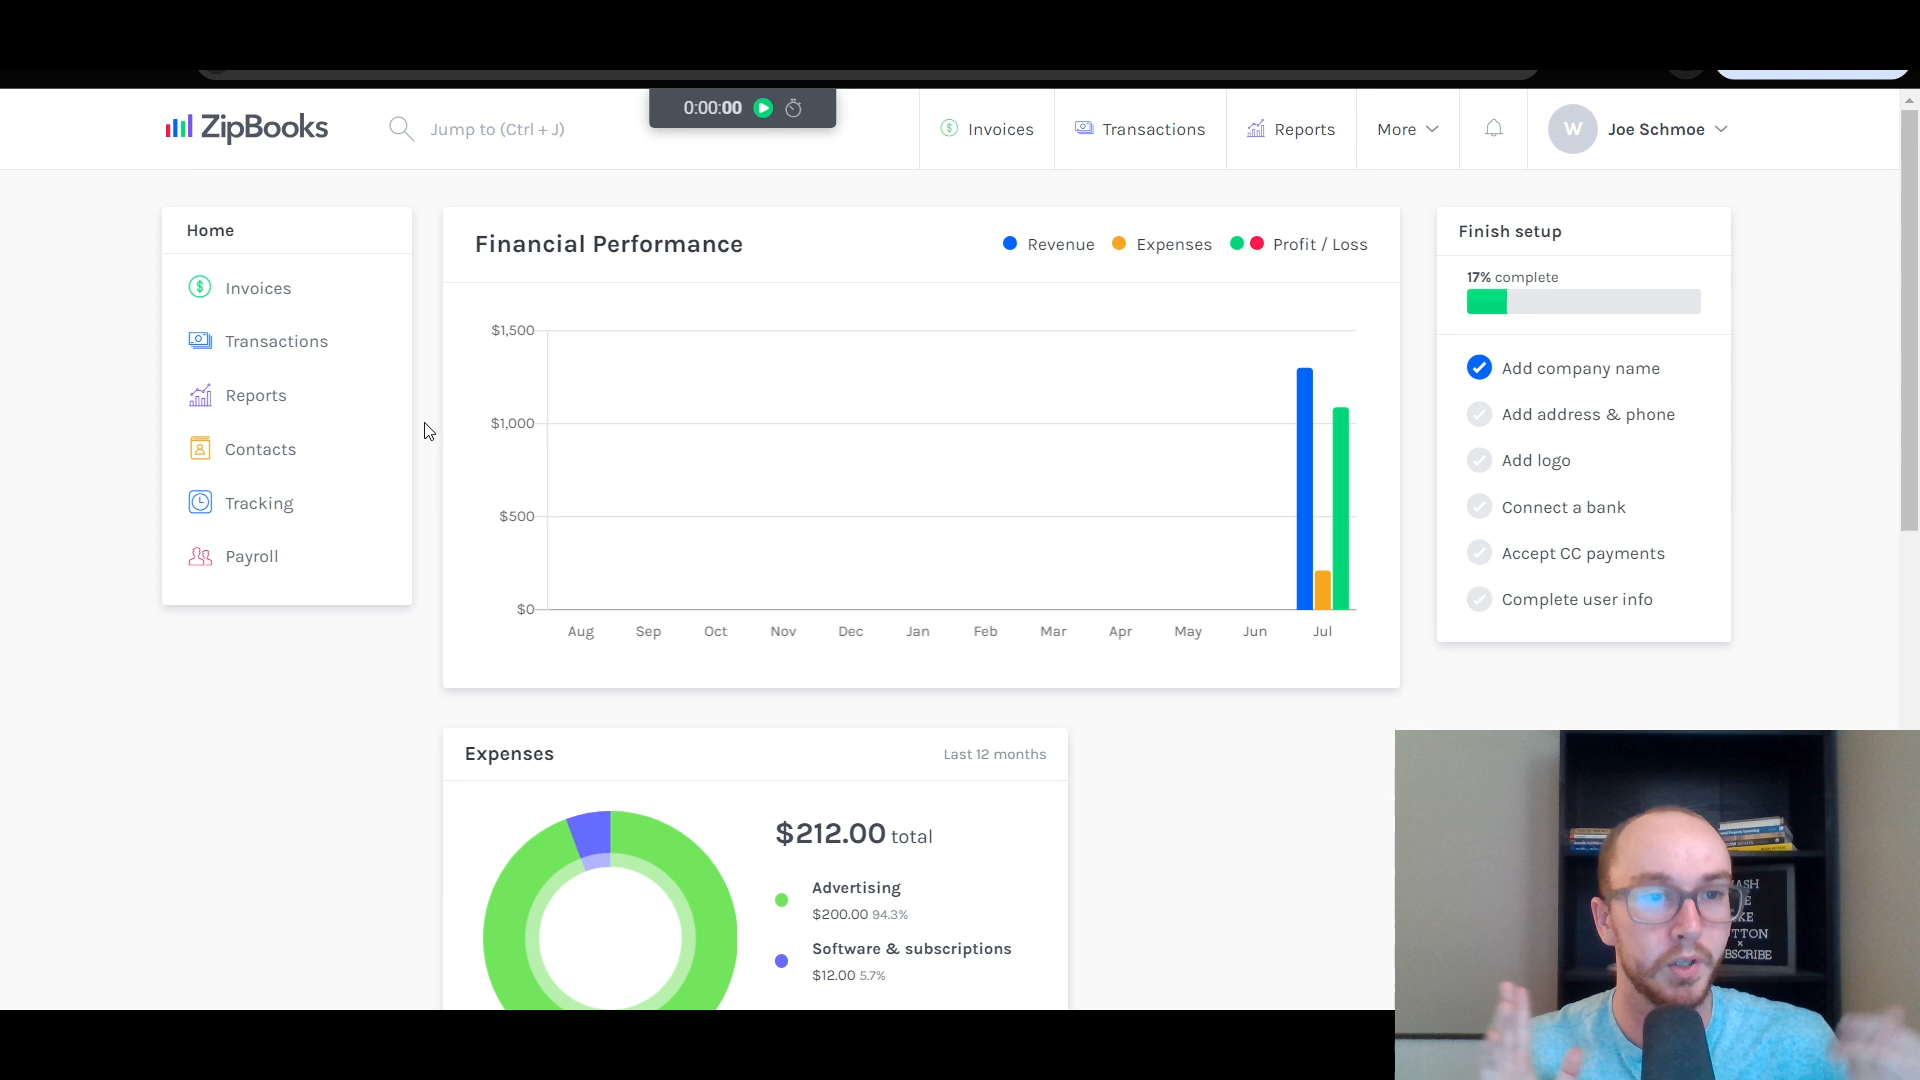 ZipBooks
Jump to (Ctrl + J)
0:00:00
Invoices
Transactions
Reports
More
W
Joe Schmoe
Home
Invoices
Transactions
Reports
Contacts
Tracking
Payroll
Financial Performance
Revenue
Expenses
Profit / Loss
$1,500
$1,000
$500
$0
Aug Sep Oct Nov Dec Jan Feb Mar Apr May Jun Jul
Finish setup
17% complete
Add company name
Add address & phone
Add logo
Connect a bank
Accept CC payments
Complete user info
Expenses
Last 12 months
$212.00 total
Advertising
$200.00 94.3%
Software & subscriptions
$12.00 5.7%